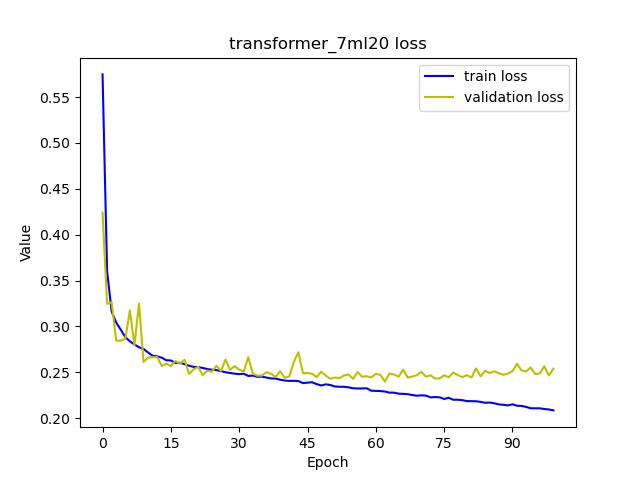 transformer_7ml20 loss
train loss
validation loss
0.55
0.50
0.45
0.40
0.35
0.30
0.25
0.20
Value
0 15 30 45 60 75 90
Epoch